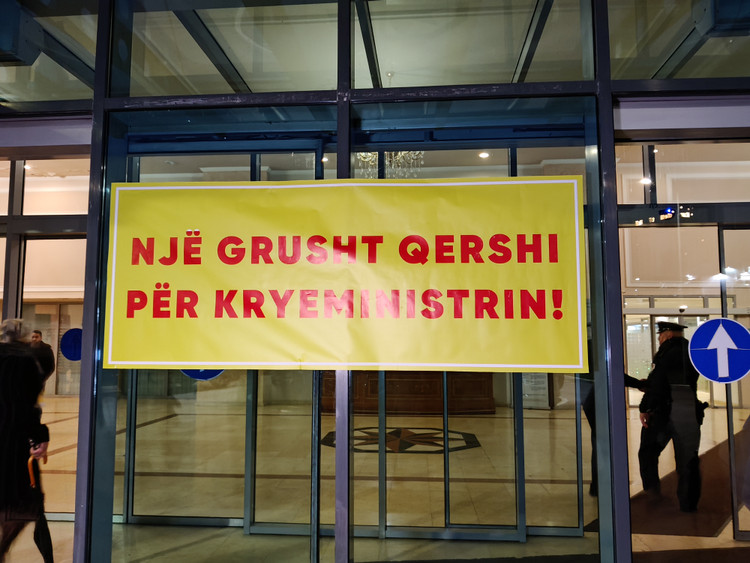 NJË GRUSHT QERSHI
PËR KRYEMINISTRIN!